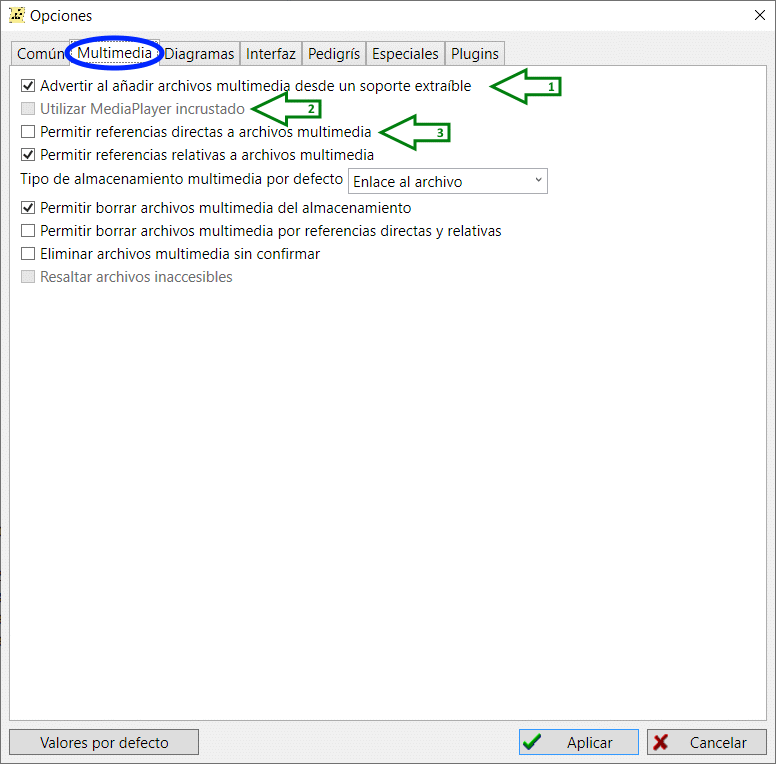 Opciones
Común Multimedia Diagramas Interfaz Pedigrís Especiales Plugins
Advertir al añadir archivos multimedia desde un soporte extraíble 1
Utilizar MediaPlayer incrustado 2
Permitir referencias directas a archivos multimedia 3
Permitir referencias relativas a archivos multimedia
Tipo de almacenamiento multimedia por defecto Enlace al archivo
Permitir borrar archivos multimedia del almacenamiento
Permitir borrar archivos multimedia por referencias directas y relativas
Eliminar archivos multimedia sin confirmar
Resaltar archivos inaccesibles
Valores por defecto Aplicar Cancelar